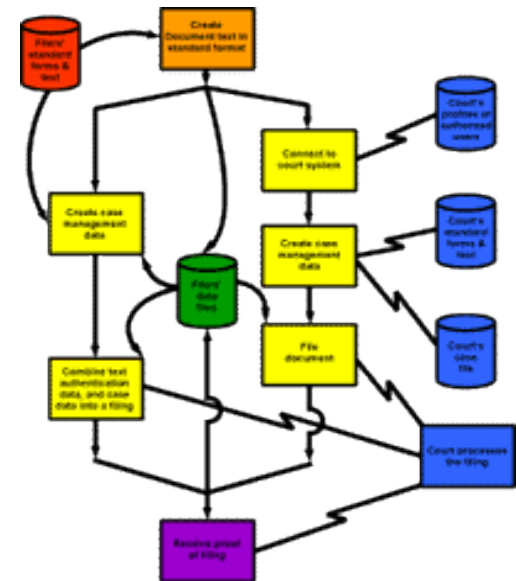 Filers'
standard
forms &
text
Create
Document text in
standard format
Court's
profiles of
authorized
users
Connect to
court system
Create case
management
data
Court's
standard
forms &
text
Create case
management
data
Filers'
data
files
File
document
Court's
case
file
Combine text
authentication
data, and case
data into a filing
Court processes
the filing
Receive proof
of filing